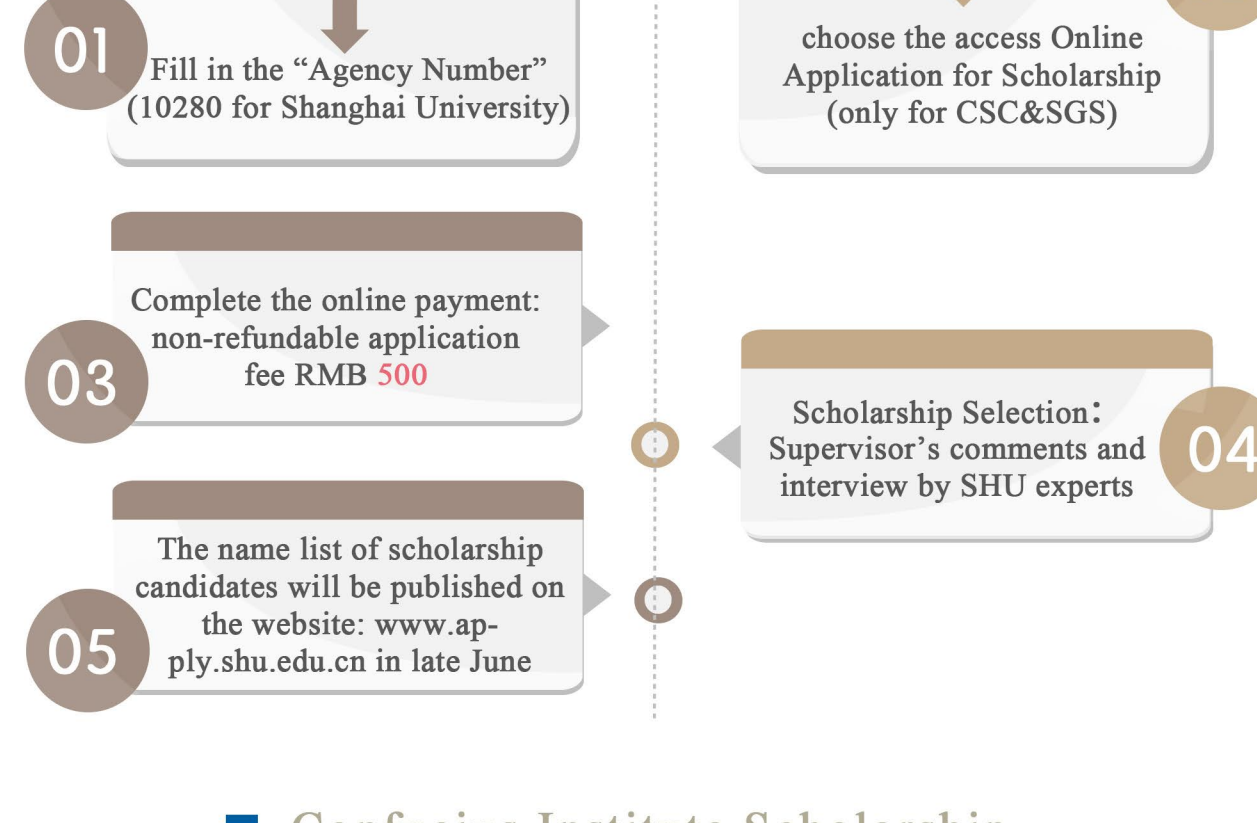 01
Fill in the “Agency Number”
(10280 for Shanghai University)
choose the access Online
Application for Scholarship
(only for CSC&SGS)
03
Complete the online payment:
non-refundable application
fee RMB 500
04
Scholarship Selection：
Supervisor’s comments and
interview by SHU experts
05
The name list of scholarship
candidates will be published on
the website: www.ap-
ply.shu.edu.cn in late June
Confucius Institute Scholarship